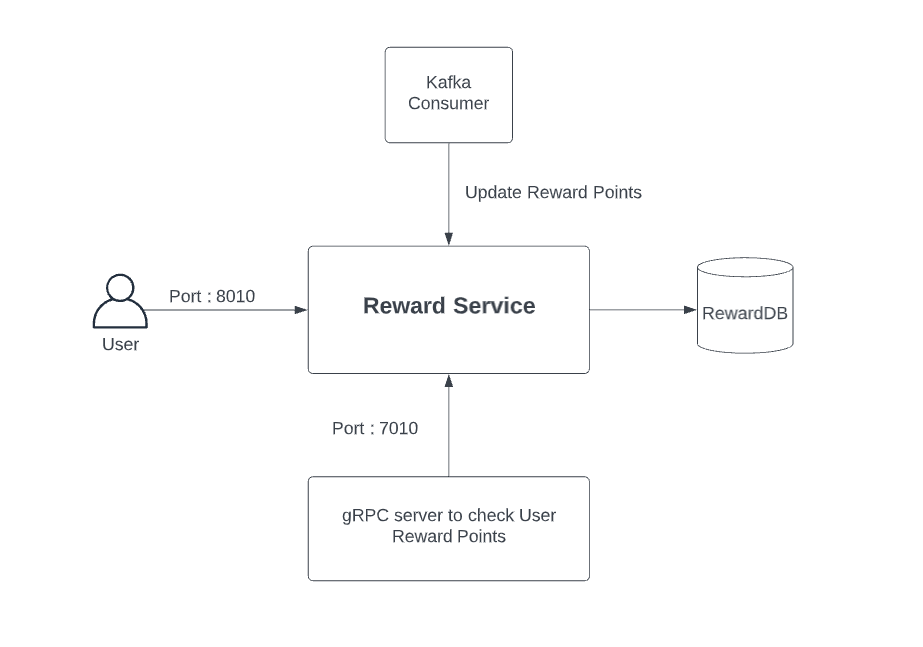 Kafka
Consumer
Update Reward Points
Port : 8010
User
Reward Service
RewardDB
Port : 7010
gRPC server to check User
Reward Points